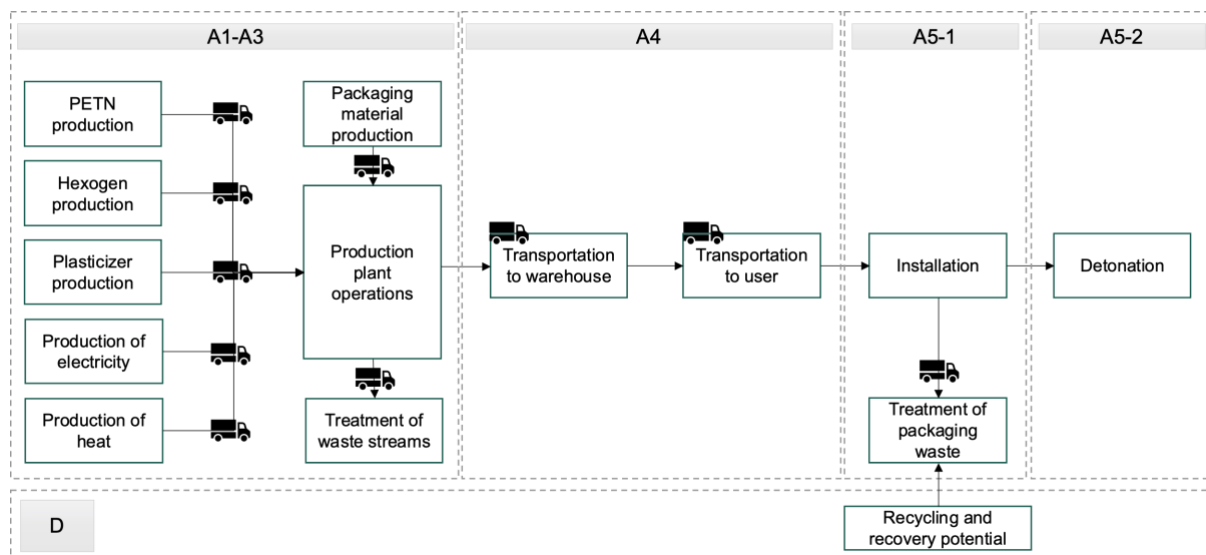 A1-A3
A4
A5-1
A5-2
PETN
production
Hexogen
production
Plasticizer
production
Production of
electricity
Production of
heat
Packaging
material
production
Production
plant
operations
Treatment of
waste streams
Transportation
to warehouse
Transportation
to user
Installation
Treatment of
packaging
waste
Detonation
D
Recycling and
recovery potential